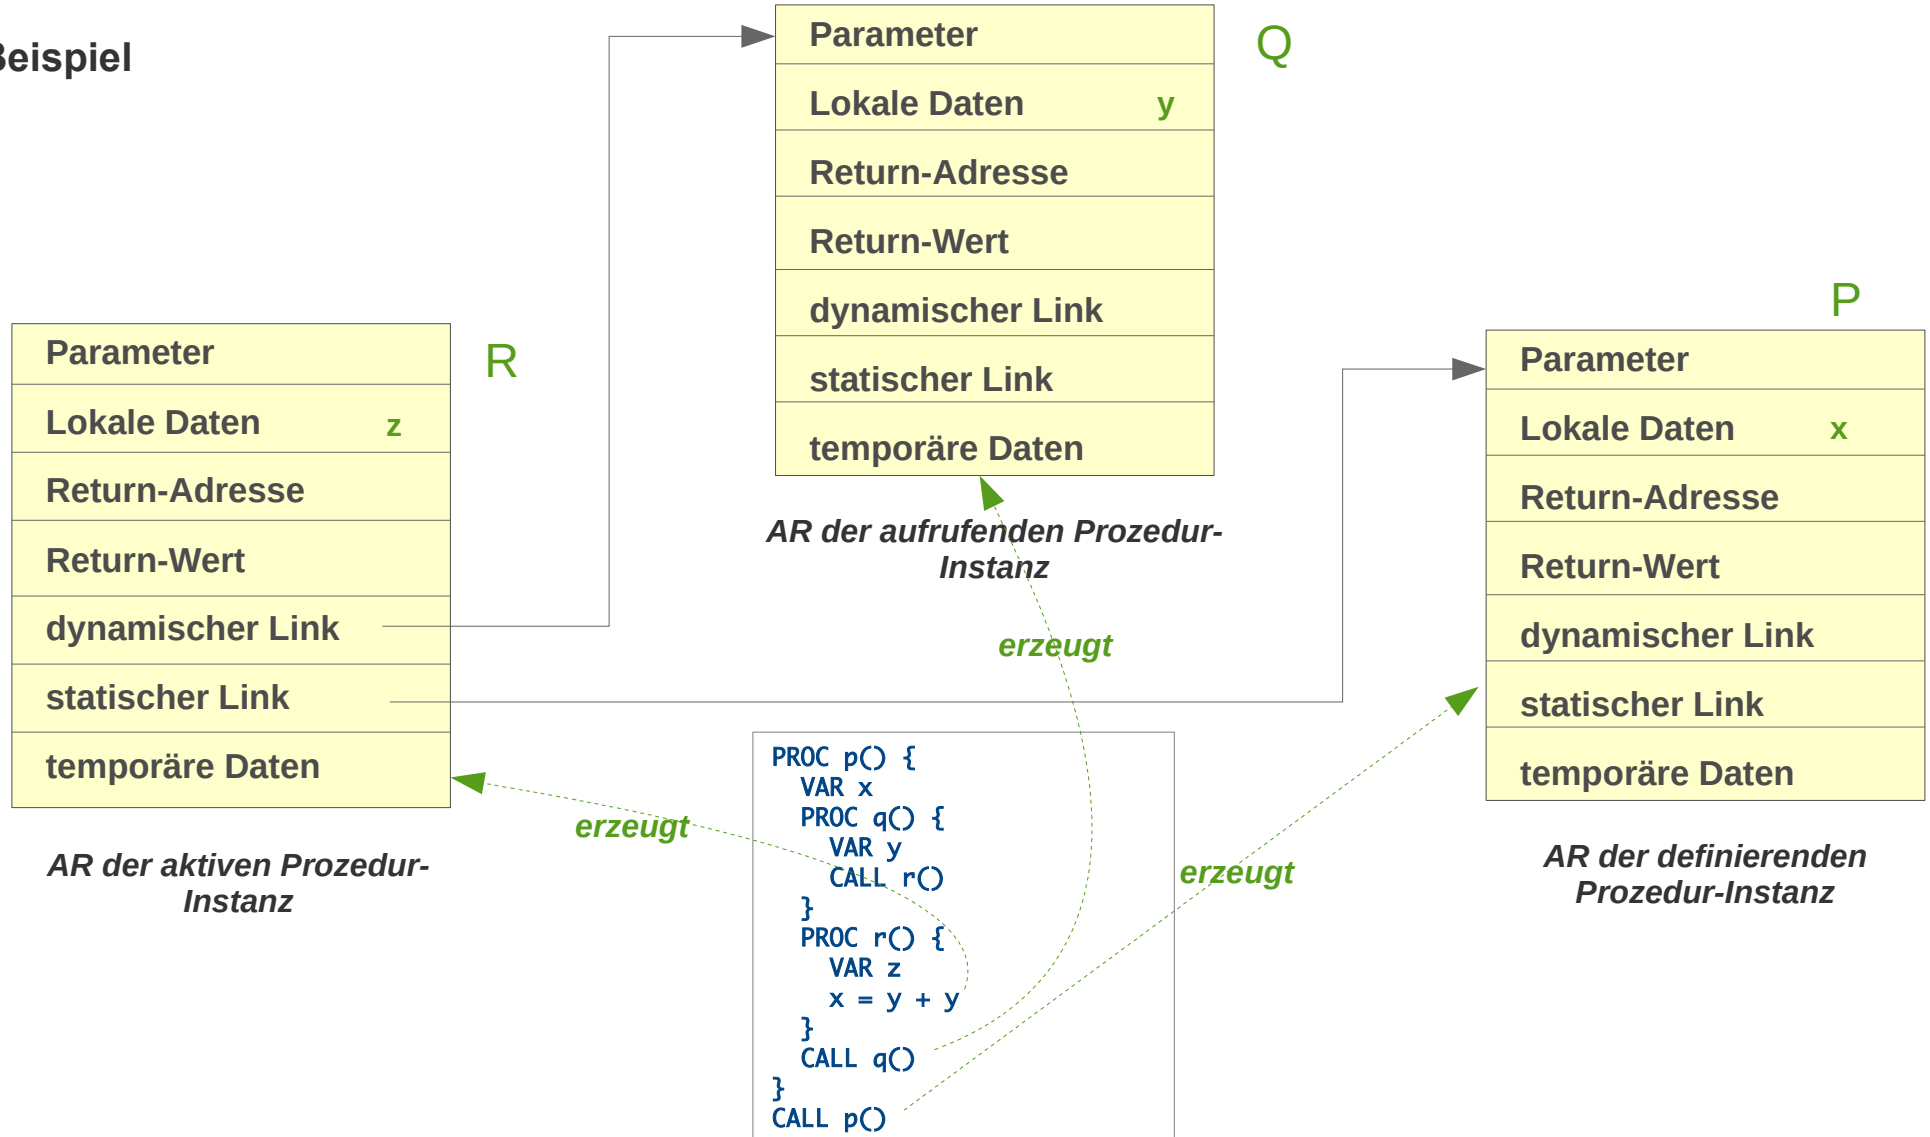 Beispiel
Parameter
Q
Lokale Daten y
Return-Adresse
Return-Wert
dynamischer Link
statischer Link
temporäre Daten
AR der aufrufenden Prozedur-
Instanz
Parameter
R
Lokale Daten z
Return-Adresse
Return-Wert
dynamischer Link
statischer Link
temporäre Daten
AR der aktiven Prozedur-
Instanz
P
Parameter
Lokale Daten x
Return-Adresse
Return-Wert
dynamischer Link
statischer Link
temporäre Daten
AR der definierenden
Prozedur-Instanz
erzeugt
erzeugt
erzeugt
PROC p() {
VAR x
PROC q() {
VAR y
CALL r()
}
PROC r() {
VAR z
x = y + y
}
CALL q()
}
CALL p()